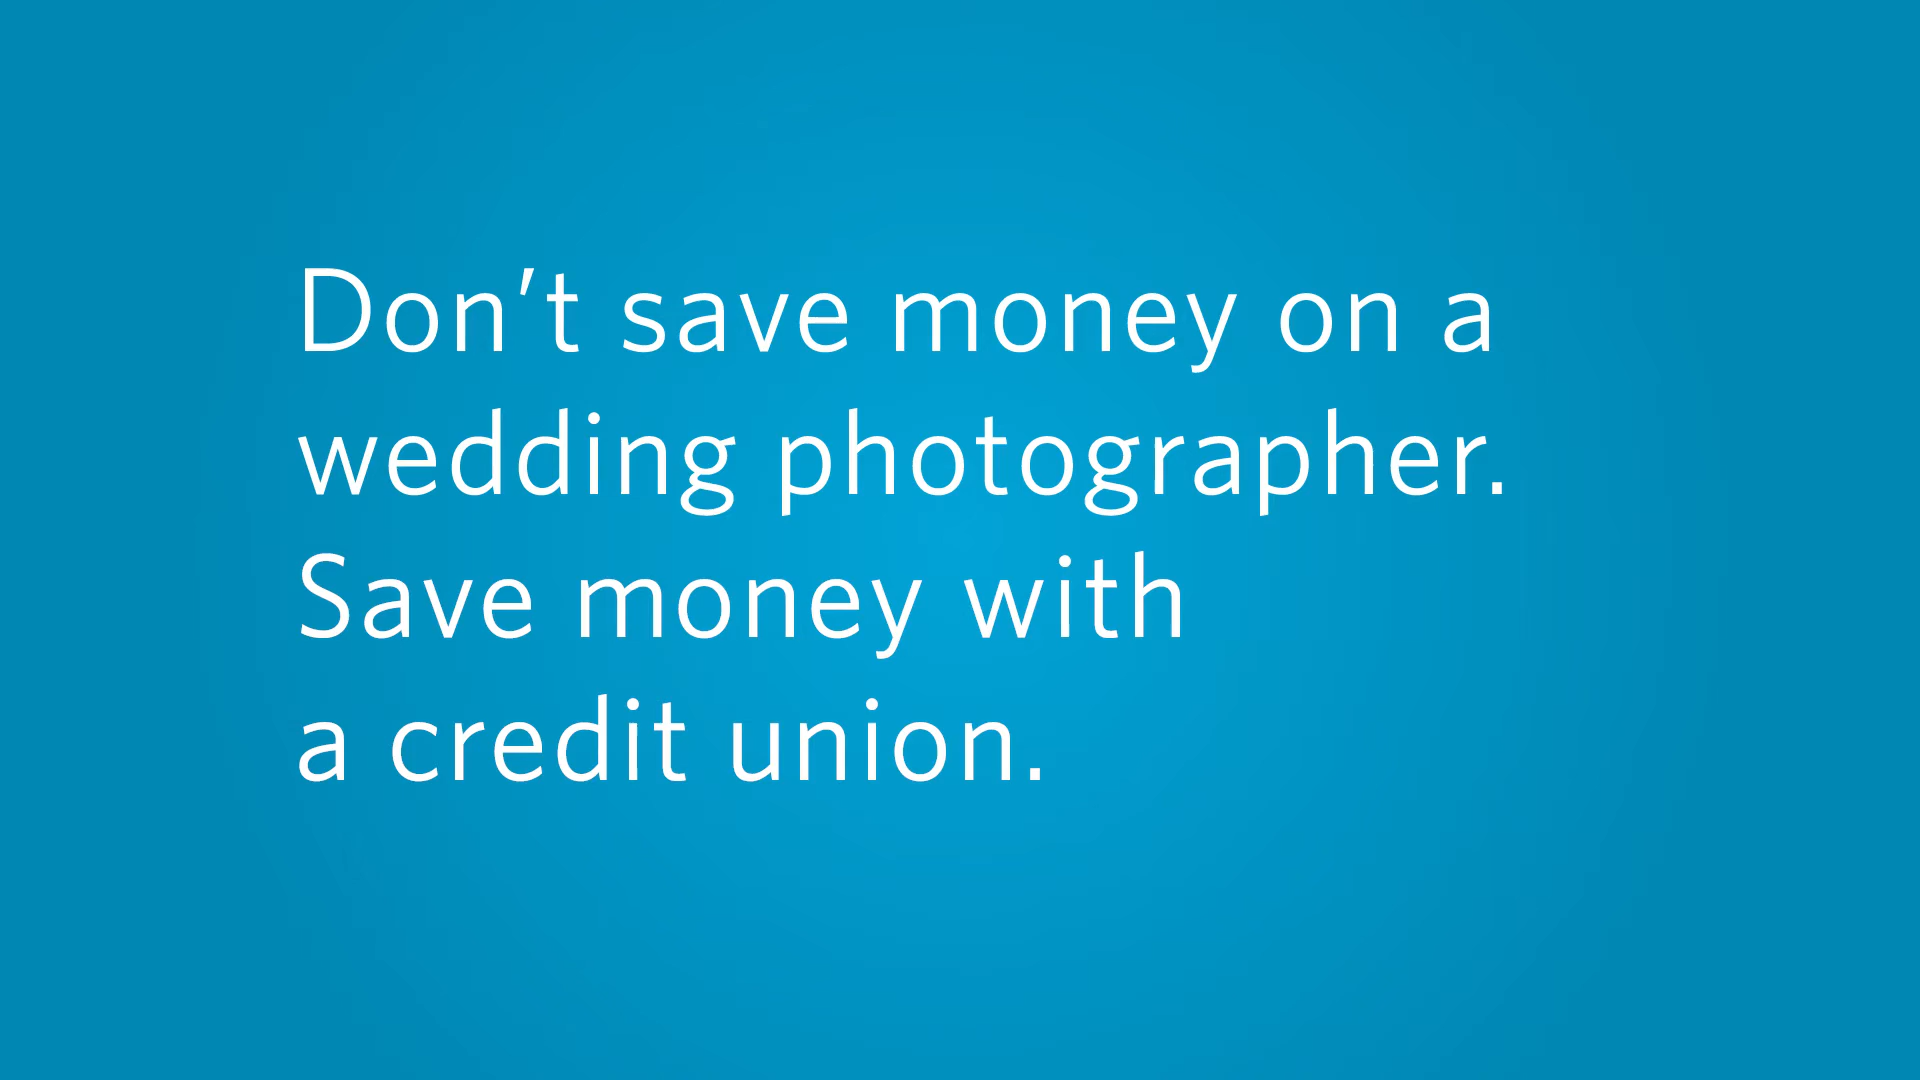 Don't save money on a
wedding photographer.
Save money with
a credit union.